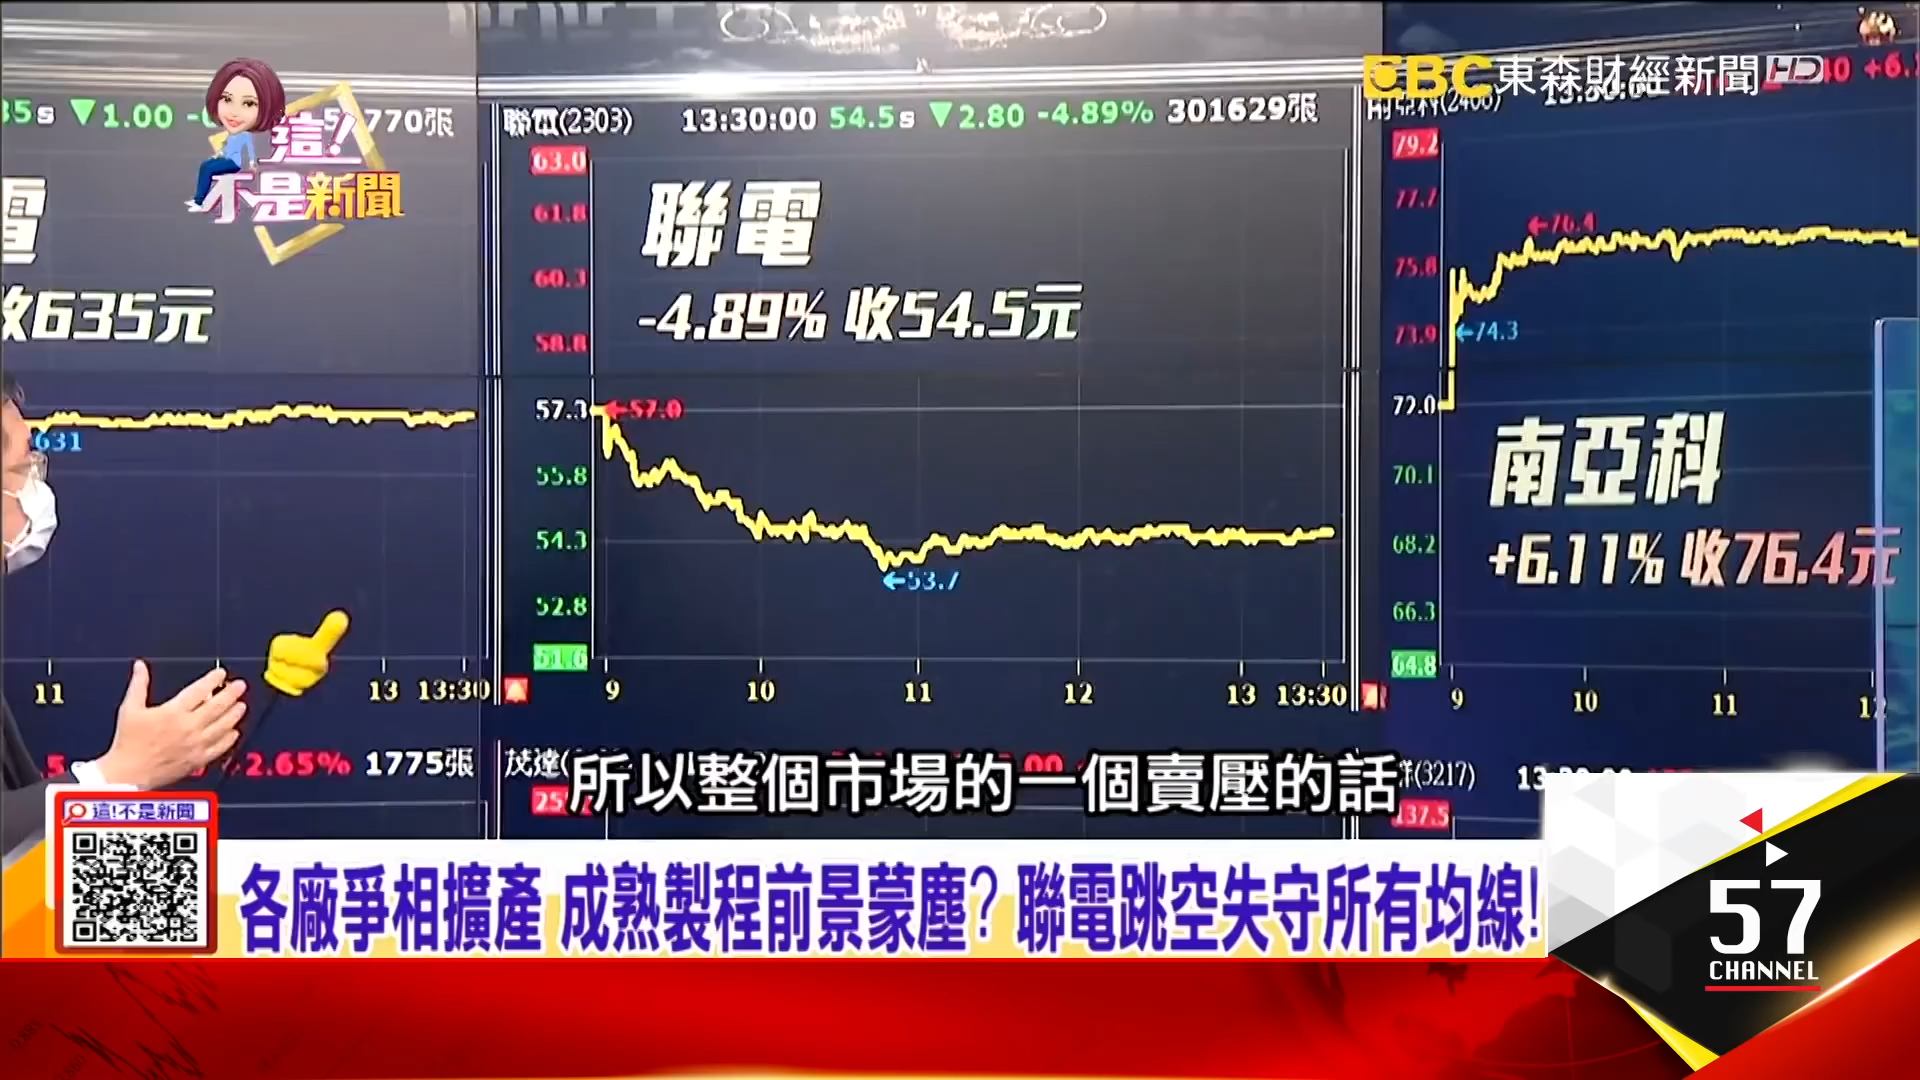 EBC 東森財經新聞 HD
這!
不是新聞
▼1.00
770張
聯電(2303) 13:30:00 54.5s ▼2.80 -4.89% 301629張
63.0
61.8
60.3
58.8
57.3
55.8
54.3
52.8
51.6
聯電
-4.89% 收54.5元
←57.0
←53.7
9 10 11 12 13 13:30
電
收635元
631
11 13 13:30
2.65% 1775張
79.2
77.7
75.8
73.9
72.0
70.1
68.2
66.3
64.8
←76.4
←74.3
南亞科
+6.11% 收76.4元
9 10 11 12
茂達
(3217)
137.5
所以整個市場的一個賣壓的話
這!不是新聞
各廠爭相擴產 成熟製程前景蒙塵? 聯電跳空失守所有均線!
57
CHANNEL